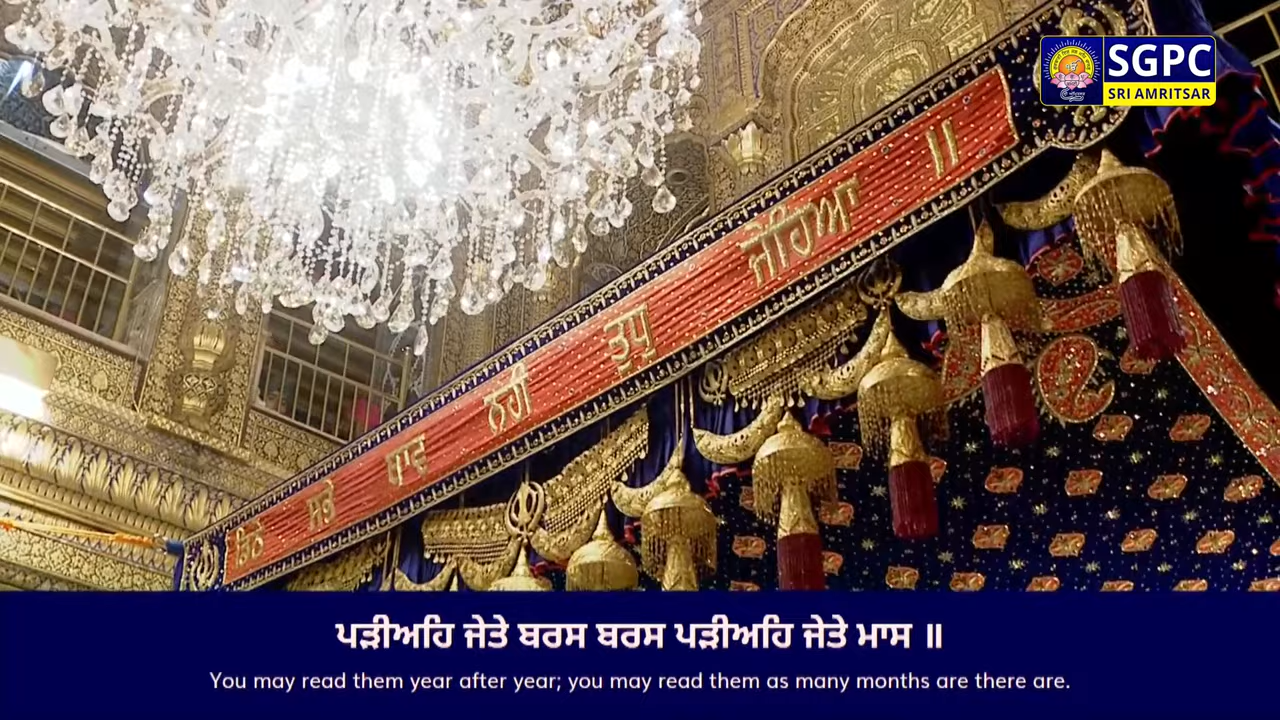 SGPC
SRI AMRITSAR
ਡਿਠੇ ਸਭੇ ਥਾਵ ਨਹੀ ਤੁਧੁ ਜੇਹਿਆ ॥
ਪੜੀਅਹਿ ਜੇਤੇ ਬਰਸ ਬਰਸ ਪੜੀਅਹਿ ਜੇਤੇ ਮਾਸ ॥
You may read them year after year; you may read them as many months are there are.